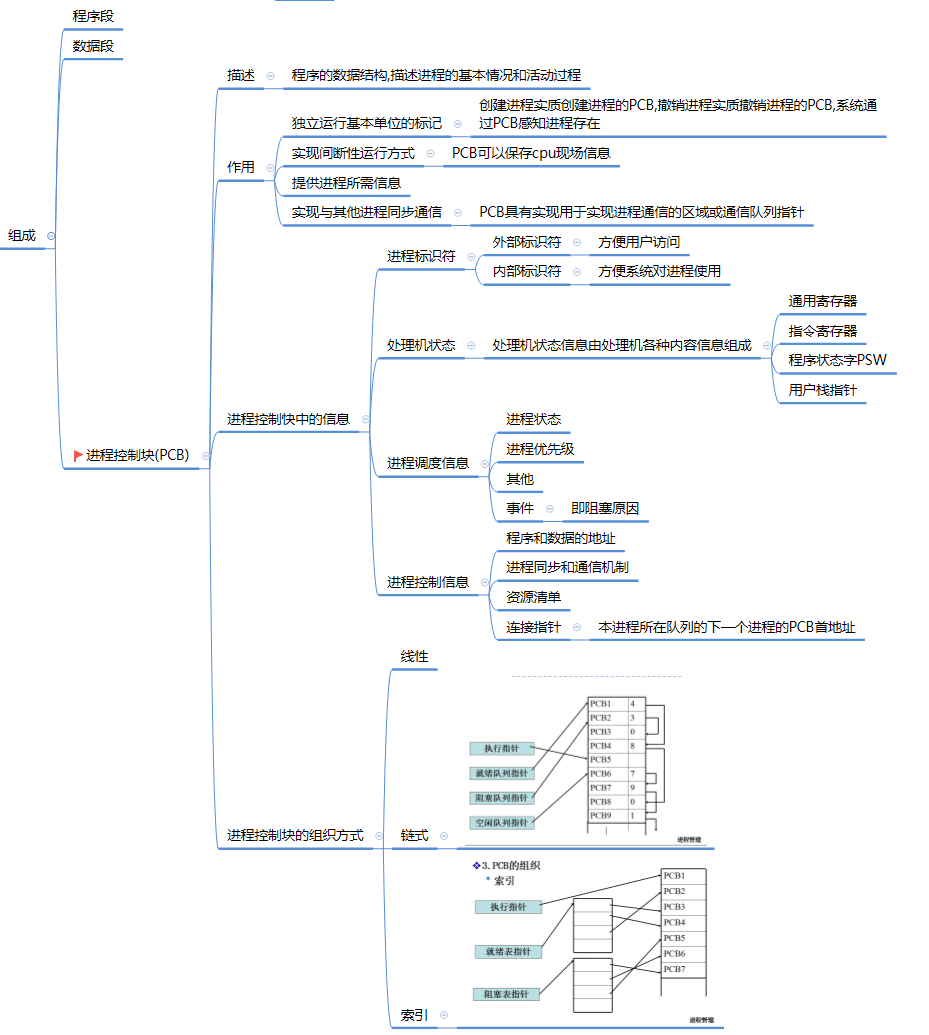 程序段
数据段
描述
程序的数据结构,描述进程的基本情况和活动过程
创建进程实质创建进程的PCB,撤销进程实质撤销进程的PCB,系统通
过PCB感知进程存在
独立运行基本单位的标记
实现间断性运行方式
PCB可以保存cpu现场信息
作用
提供进程所需信息
实现与其他进程同步通信
PCB具有实现用于实现进程通信的区域或通信队列指针
组成
进程标识符
外部标识符
方便用户访问
内部标识符
方便系统对进程使用
处理机状态
处理机状态信息由处理机各种内容信息组成
通用寄存器
指令寄存器
程序状态字PSW
用户栈指针
进程控制快中的信息
进程控制块(PCB)
进程调度信息
进程状态
进程优先级
其他
事件
即阻塞原因
进程控制信息
程序和数据的地址
进程同步和通信机制
资源清单
连接指针
本进程所在队列的下一个进程的PCB首地址
进程控制块的组织方式
线性
链式
执行指针
就绪队列指针
阻塞队列指针
空闲队列指针
PCB1 4
PCB2 3
PCB3 0
PCB4 8
PCB5
PCB6 7
PCB7 9
PCB8 0
PCB9 1
进程管理
❖3. PCB的组织
* 索引
执行指针
就绪表指针
阻塞表指针
PCB1
PCB2
PCB3
PCB4
PCB5
PCB6
PCB7
进程管理
索引